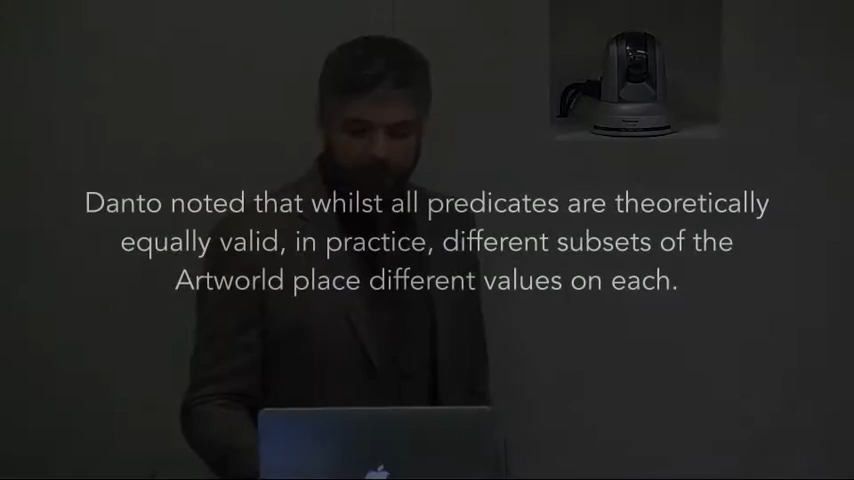 Danto noted that whilst all predicates are theoretically
equally valid, in practice, different subsets of the
Artworld place different values on each.